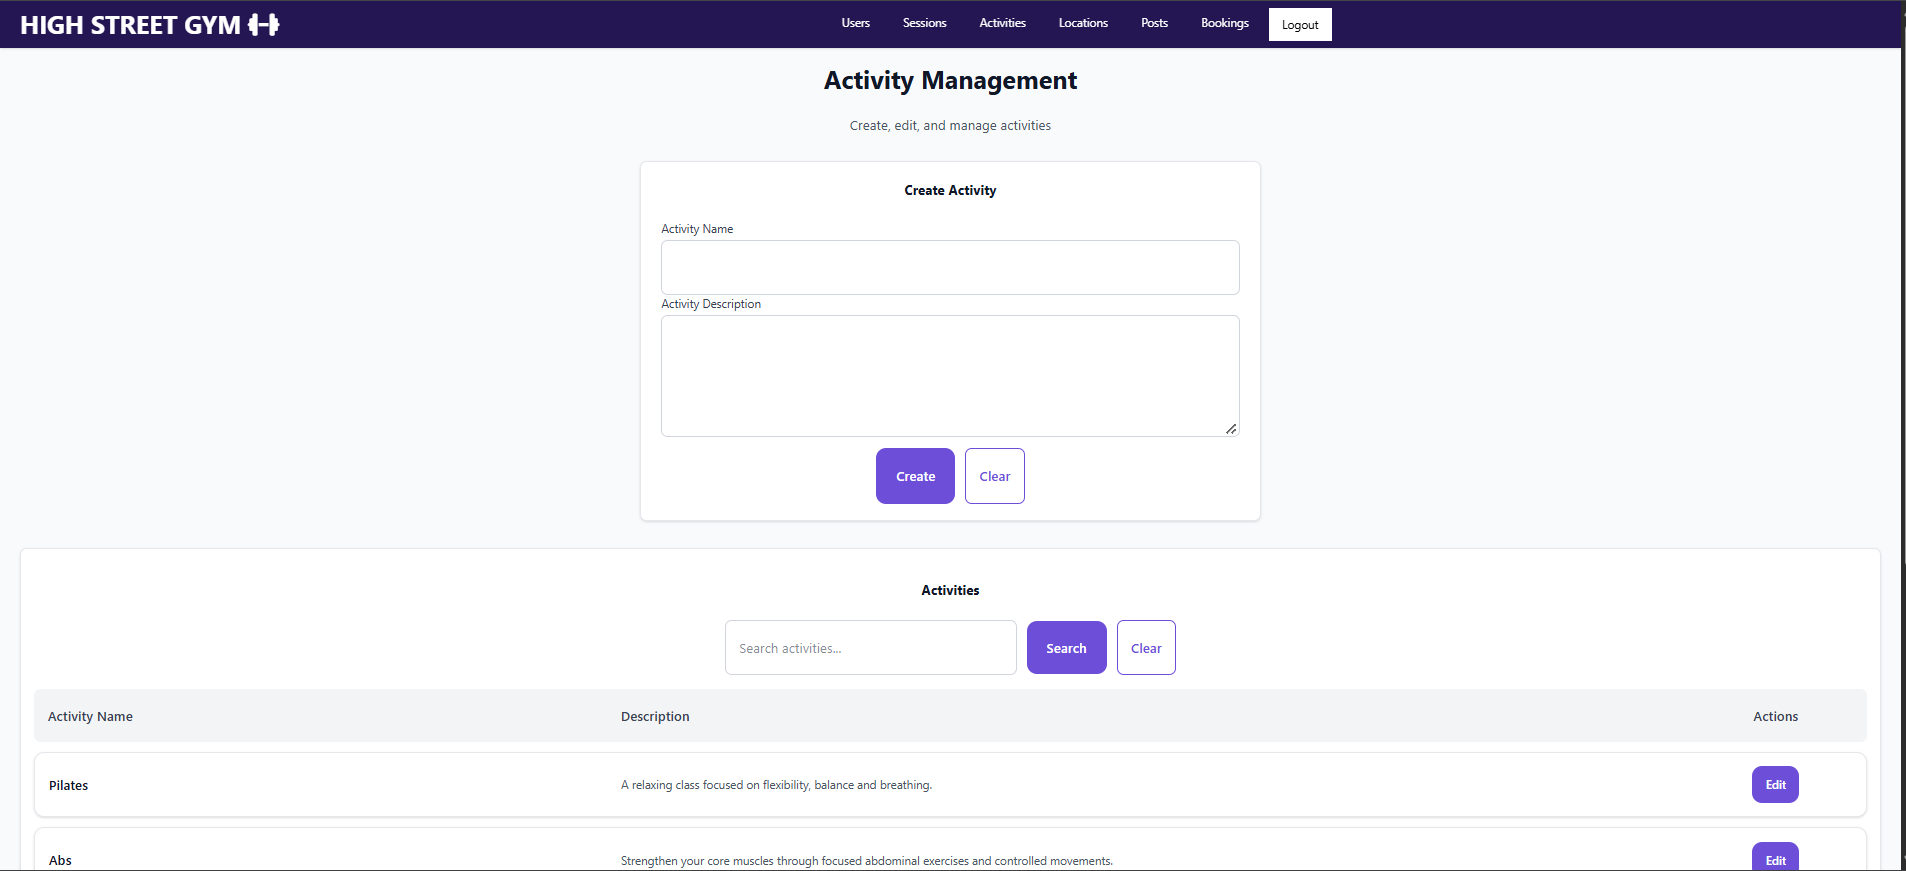 HIGH STREET GYM
Users Sessions Activities Locations Posts Bookings Logout
Activity Management
Create, edit, and manage activities
Create Activity
Activity Name
Activity Description
Create Clear
Activities
Search activities... Search Clear
Activity Name Description Actions
Pilates A relaxing class focused on flexibility, balance and breathing. Edit
Abs Strengthen your core muscles through focused abdominal exercises and controlled movements. Edit